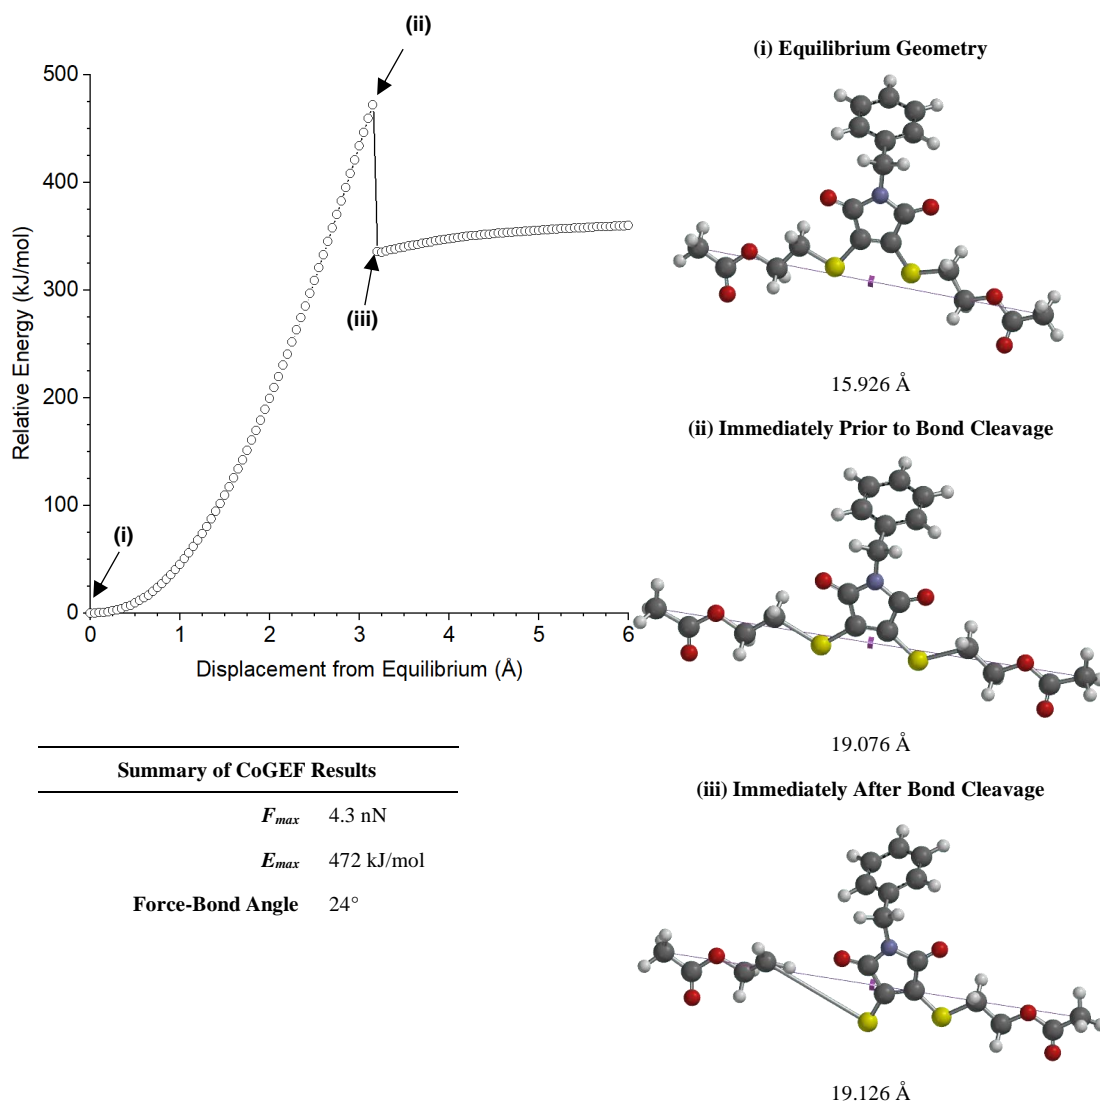 (ii)
500
400
300
200
100
0
Relative Energy (kJ/mol)
(i)
(iii)
0 1 2 3 4 5 6
Displacement from Equilibrium (Å)
Summary of CoGEF Results
Fmax 4.3 nN
Emax 472 kJ/mol
Force-Bond Angle 24°
(i) Equilibrium Geometry
15.926 Å
(ii) Immediately Prior to Bond Cleavage
19.076 Å
(iii) Immediately After Bond Cleavage
19.126 Å